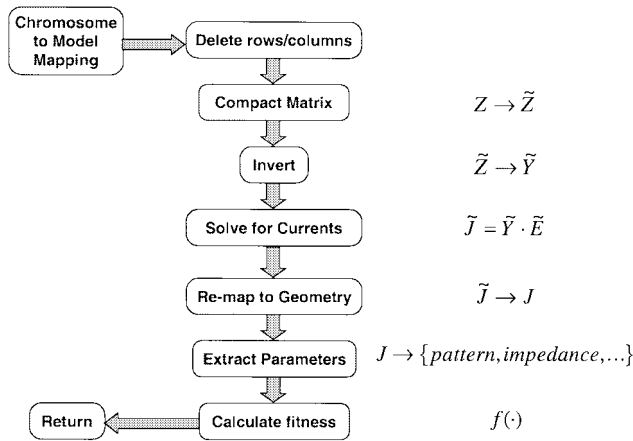 Chromosome
to Model
Mapping
Delete rows/columns
Compact Matrix
Z → Z̃
Invert
Z̃ → Ỹ
Solve for Currents
J̃ = Ỹ · Ẽ
Re-map to Geometry
J̃ → J
Extract Parameters
J → {pattern, impedance, ...}
Return
Calculate fitness
f(·)